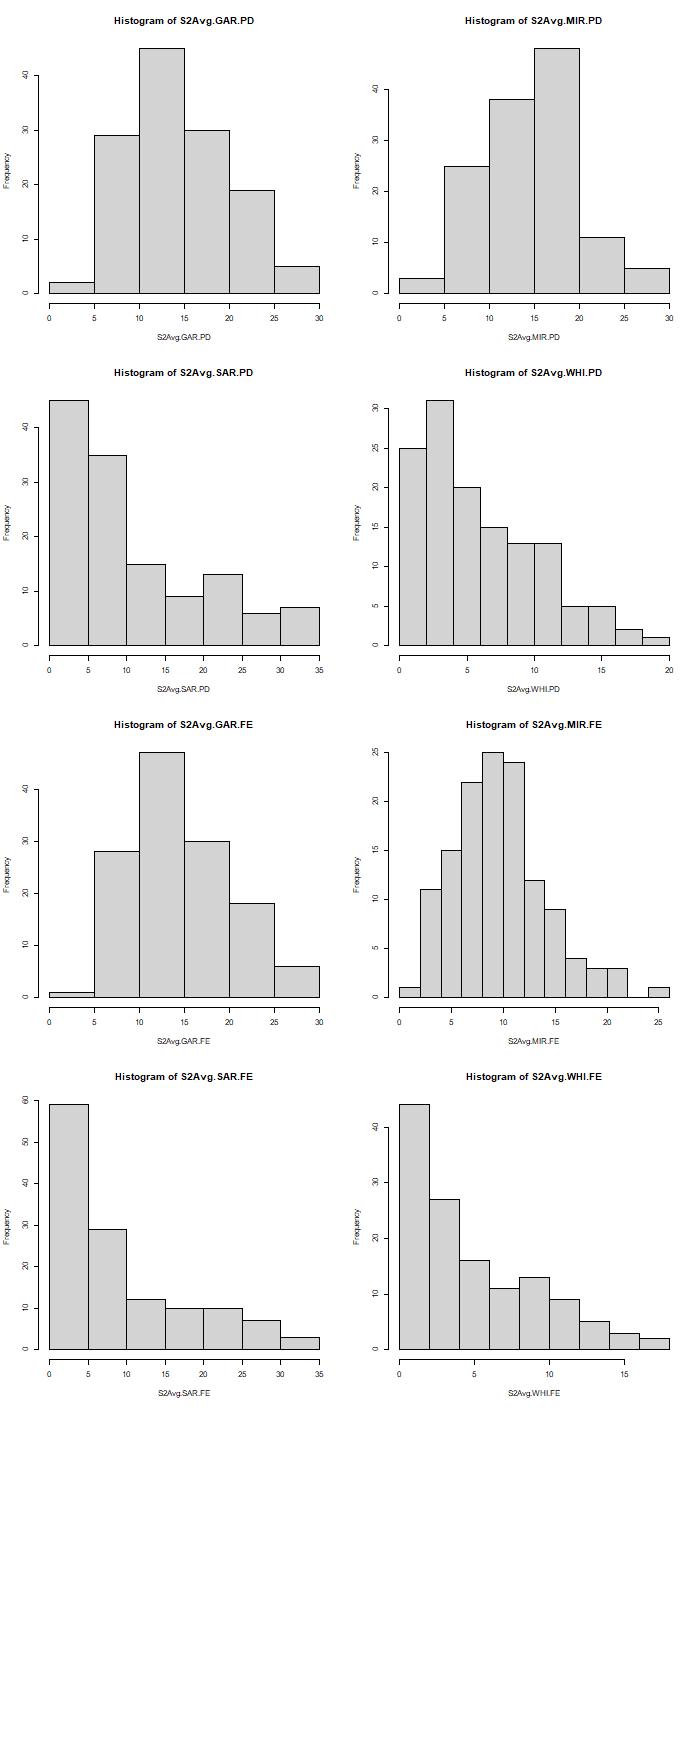 Histogram of S2Avg.GAR.PD
Frequency
0 10 20 30 40
0 5 10 15 20 25 30
S2Avg.GAR.PD
Histogram of S2Avg.MIR.PD
Frequency
0 10 20 30 40
0 5 10 15 20 25 30
S2Avg.MIR.PD
Histogram of S2Avg.SAR.PD
Frequency
0 10 20 30 40
0 5 10 15 20 25 30 35
S2Avg.SAR.PD
Histogram of S2Avg.WHI.PD
Frequency
0 5 10 15 20 25 30
0 5 10 15 20
S2Avg.WHI.PD
Histogram of S2Avg.GAR.FE
Frequency
0 10 20 30 40
0 5 10 15 20 25 30
S2Avg.GAR.FE
Histogram of S2Avg.MIR.FE
Frequency
0 5 10 15 20 25
0 5 10 15 20 25
S2Avg.MIR.FE
Histogram of S2Avg.SAR.FE
Frequency
0 10 20 30 40 50 60
0 5 10 15 20 25 30 35
S2Avg.SAR.FE
Histogram of S2Avg.WHI.FE
Frequency
0 10 20 30 40
0 5 10 15
S2Avg.WHI.FE